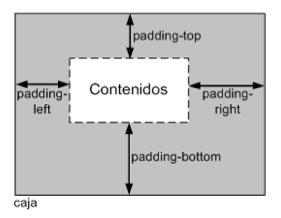 padding-top
Contenidos
padding-
left
padding-
right
padding-bottom
caja